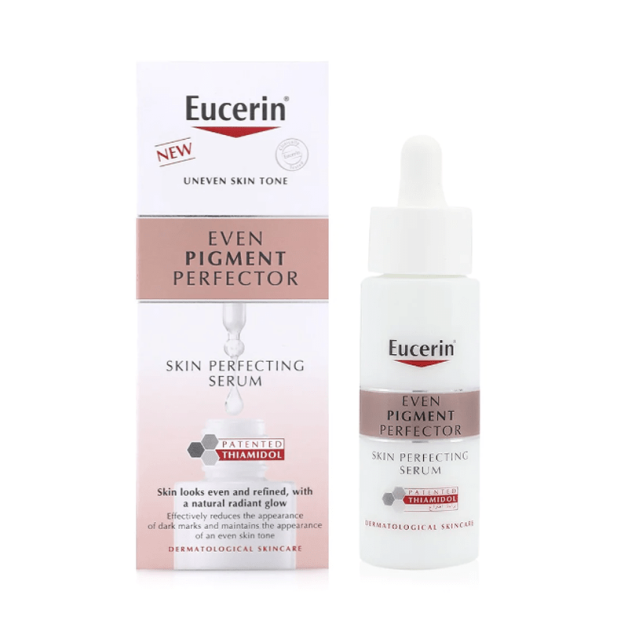 Eucerin®
NEW
UNEVEN SKIN TONE
EVEN
PIGMENT
PERFECTOR
SKIN PERFECTING
SERUM
PATENTED
THIAMIDOL
Skin looks even and refined, with
a natural radiant glow
Effectively reduces the appearance
of dark marks and maintains the appearance
of an even skin tone
DERMATOLOGICAL SKINCARE
Eucerin®
EVEN
PIGMENT
PERFECTOR
SKIN PERFECTING
SERUM
PATENTED
THIAMIDOL
DERMATOLOGICAL SKINCARE